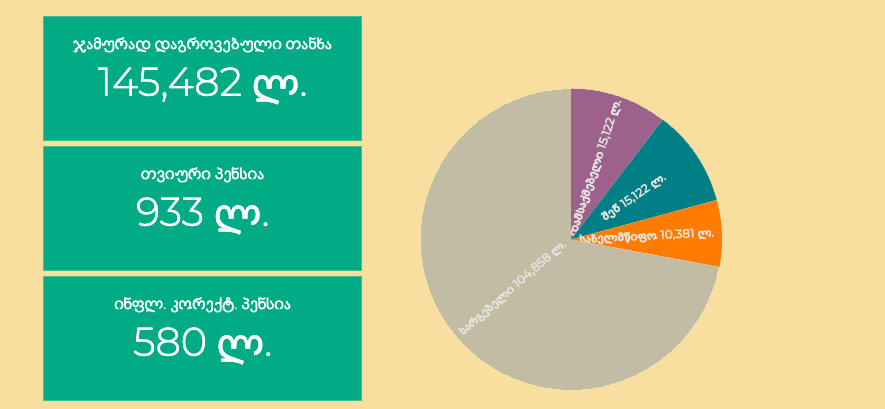 ჯამურად დაგროვებული თანხა
145,482 ლ.
თვიური პენსია
933 ლ.
ინფლ. კორექტ. პენსია
580 ლ.
დამსაქმებელი 15,122 ლ.
შენ 15,122 ლ.
სახელმწიფო 10,381 ლ.
სარგებელი 104,858 ლ.